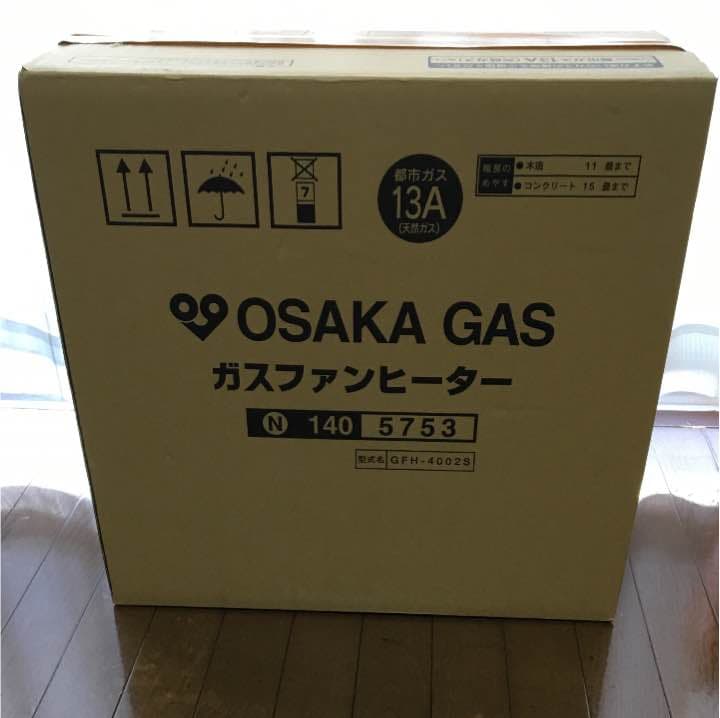 都市ガス
13A
(天然ガス)
暖房の
めやす
●木造 11 畳まで
●コンクリート 15 畳まで
7
OSAKA GAS
ガスファンヒーター
N 140 5753
型式名 GFH-4002S